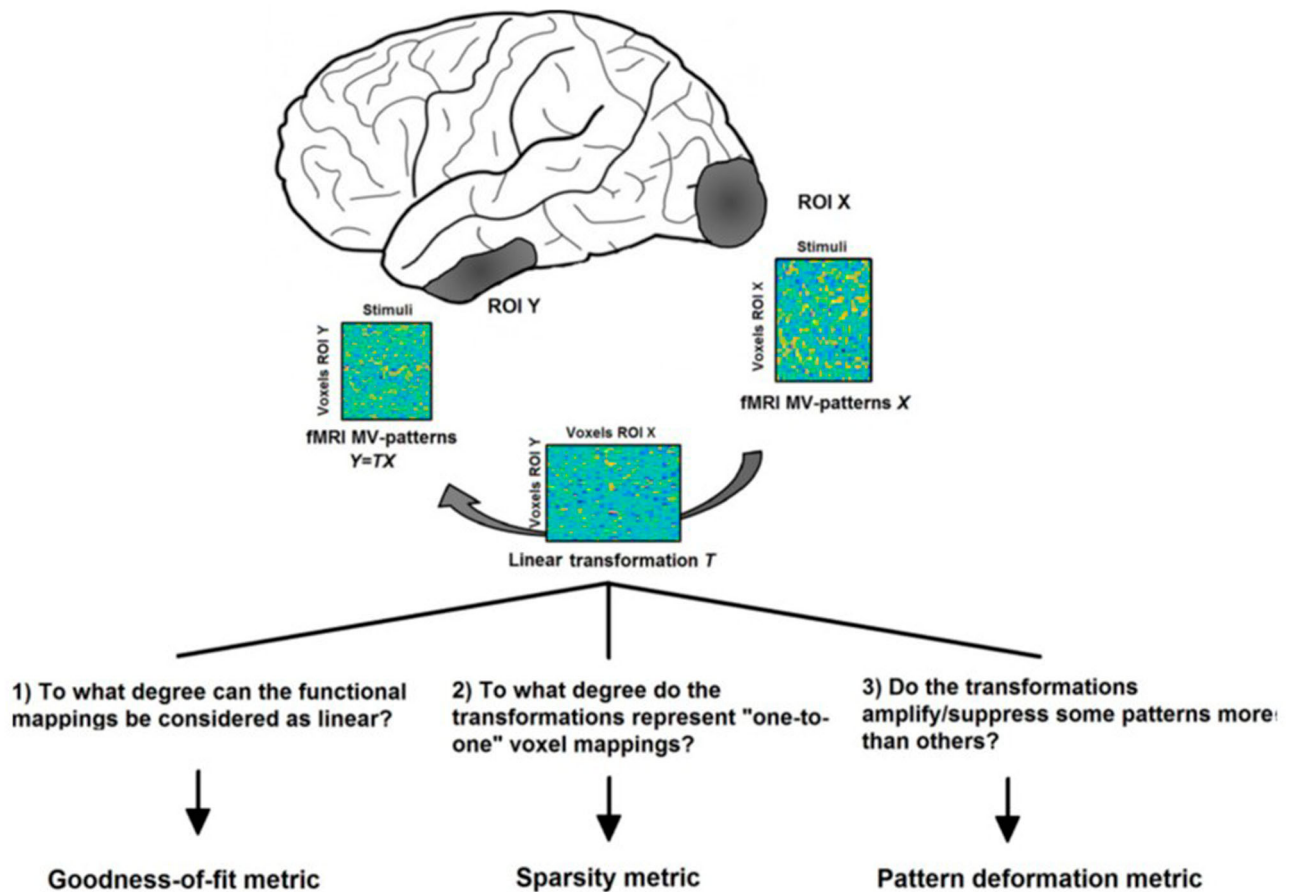 ROI X
Stimuli
Voxels ROI X
fMRI MV-patterns X
ROI Y
Stimuli
Voxels ROI Y
fMRI MV-patterns
Y=TX
Voxels ROI X
Voxels ROI Y
Linear transformation T
1) To what degree can the functional
mappings be considered as linear?
2) To what degree do the
transformations represent "one-to-
one" voxel mappings?
3) Do the transformations
amplify/suppress some patterns more
than others?
Goodness-of-fit metric
Sparsity metric
Pattern deformation metric